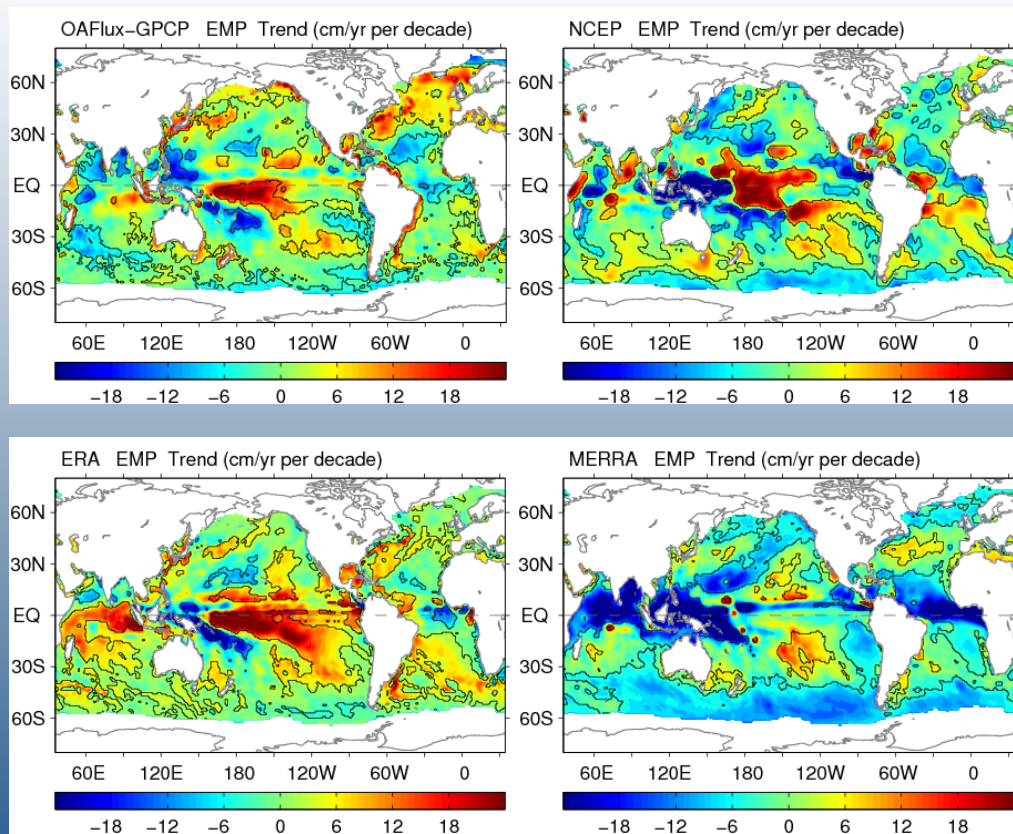 OAFlux-GPCP EMP Trend (cm/yr per decade)
60N
30N
EQ
30S
60S
60E 120E 180 120W 60W 0
−18 −12 −6 0 6 12 18
NCEP EMP Trend (cm/yr per decade)
60N
30N
EQ
30S
60S
60E 120E 180 120W 60W 0
−18 −12 −6 0 6 12 18
ERA EMP Trend (cm/yr per decade)
60N
30N
EQ
30S
60S
60E 120E 180 120W 60W 0
−18 −12 −6 0 6 12 18
MERRA EMP Trend (cm/yr per decade)
60N
30N
EQ
30S
60S
60E 120E 180 120W 60W 0
−18 −12 −6 0 6 12 18